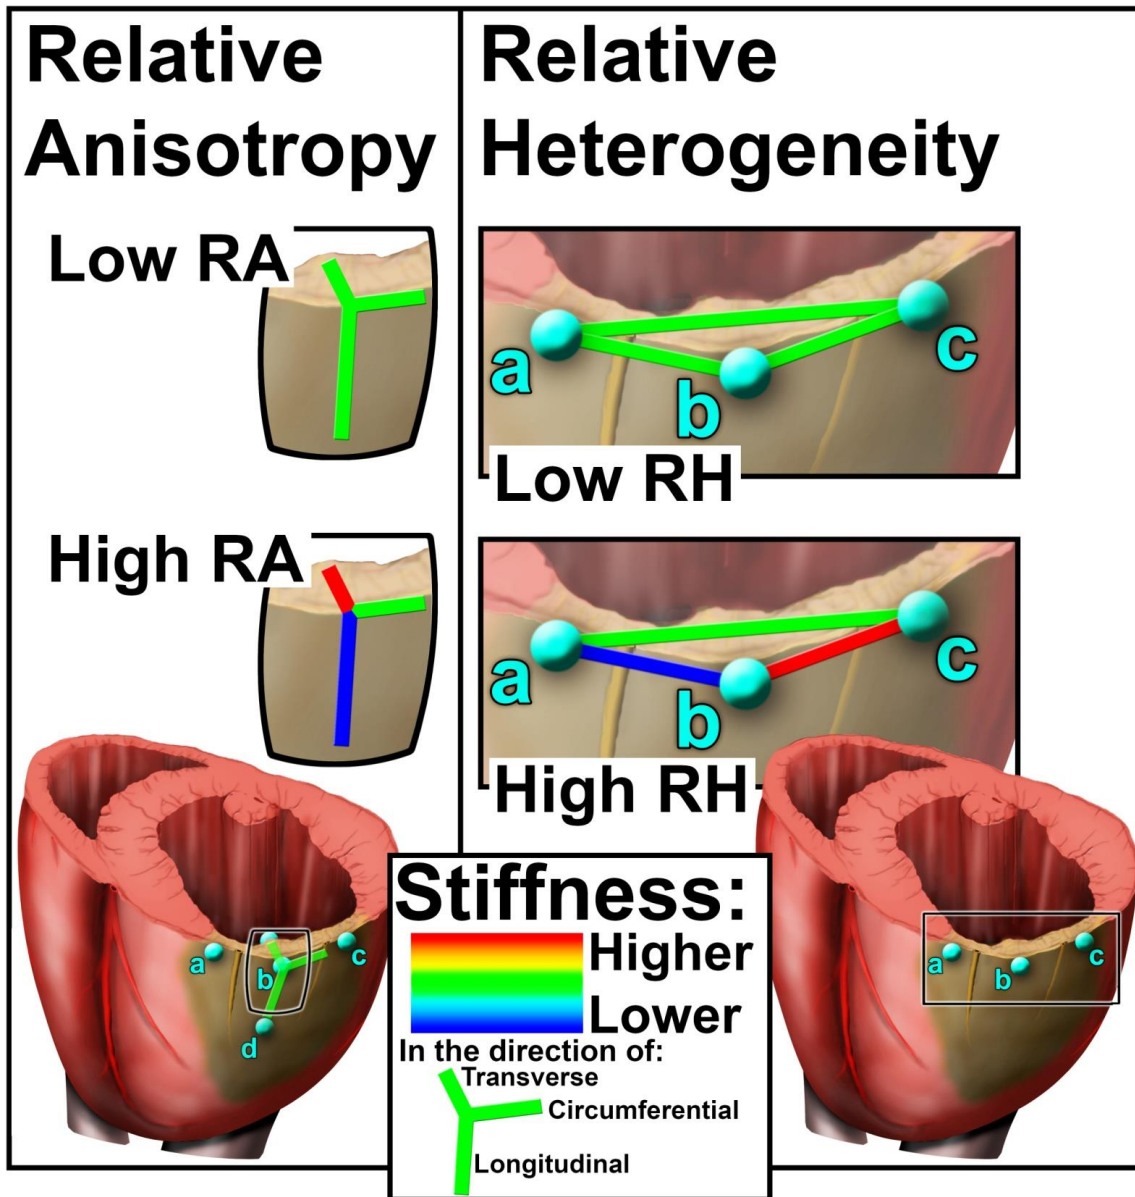 Relative
Anisotropy
Low RA
High RA
a
b
c
d
Relative
Heterogeneity
a
b
c
Low RH
a
b
c
High RH
a
b
c
Stiffness:
Higher
Lower
In the direction of:
Transverse
Circumferential
Longitudinal